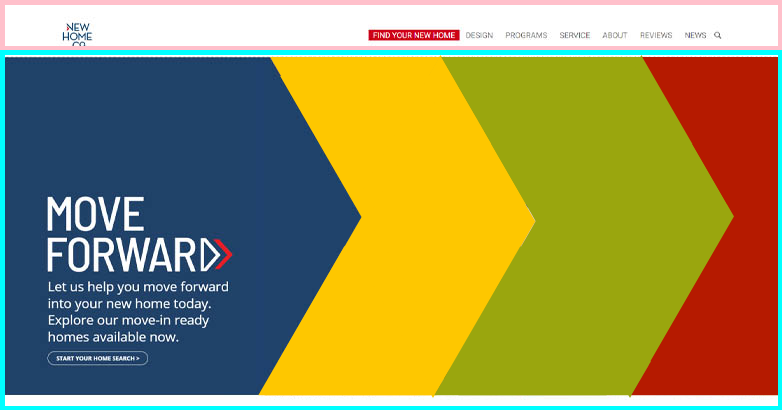 NEW
HOME
CO
FIND YOUR NEW HOME DESIGN PROGRAMS SERVICE ABOUT REVIEWS NEWS
MOVE
FORWARD
Let us help you move forward
into your new home today.
Explore our move-in ready
homes available now.
START YOUR HOME SEARCH >